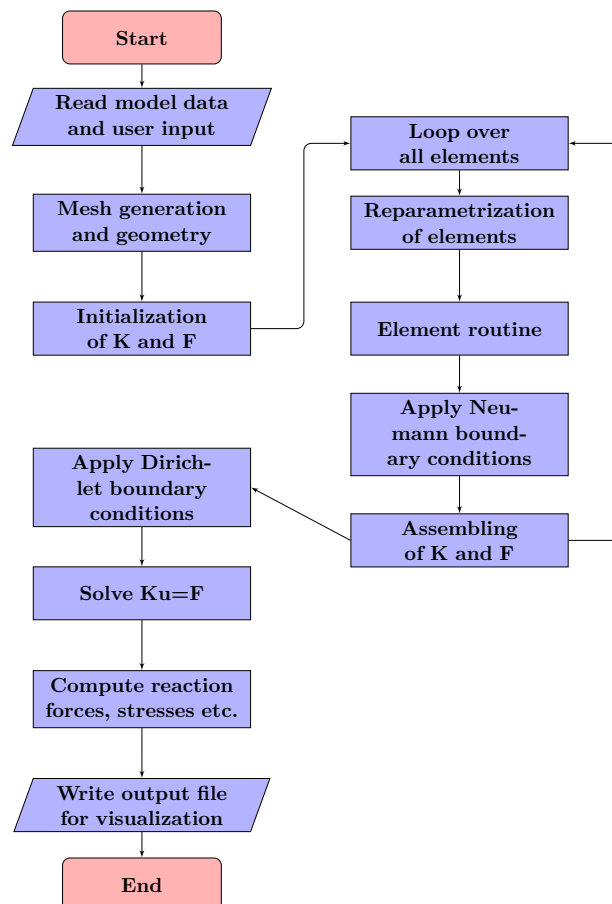 Start
Read model data
and user input
Mesh generation
and geometry
Initialization
of K and F
Loop over
all elements
Reparametrization
of elements
Element routine
Apply Neu-
mann bound-
ary conditions
Assembling
of K and F
Apply Dirich-
let boundary
conditions
Solve Ku=F
Compute reaction
forces, stresses etc.
Write output file
for visualization
End